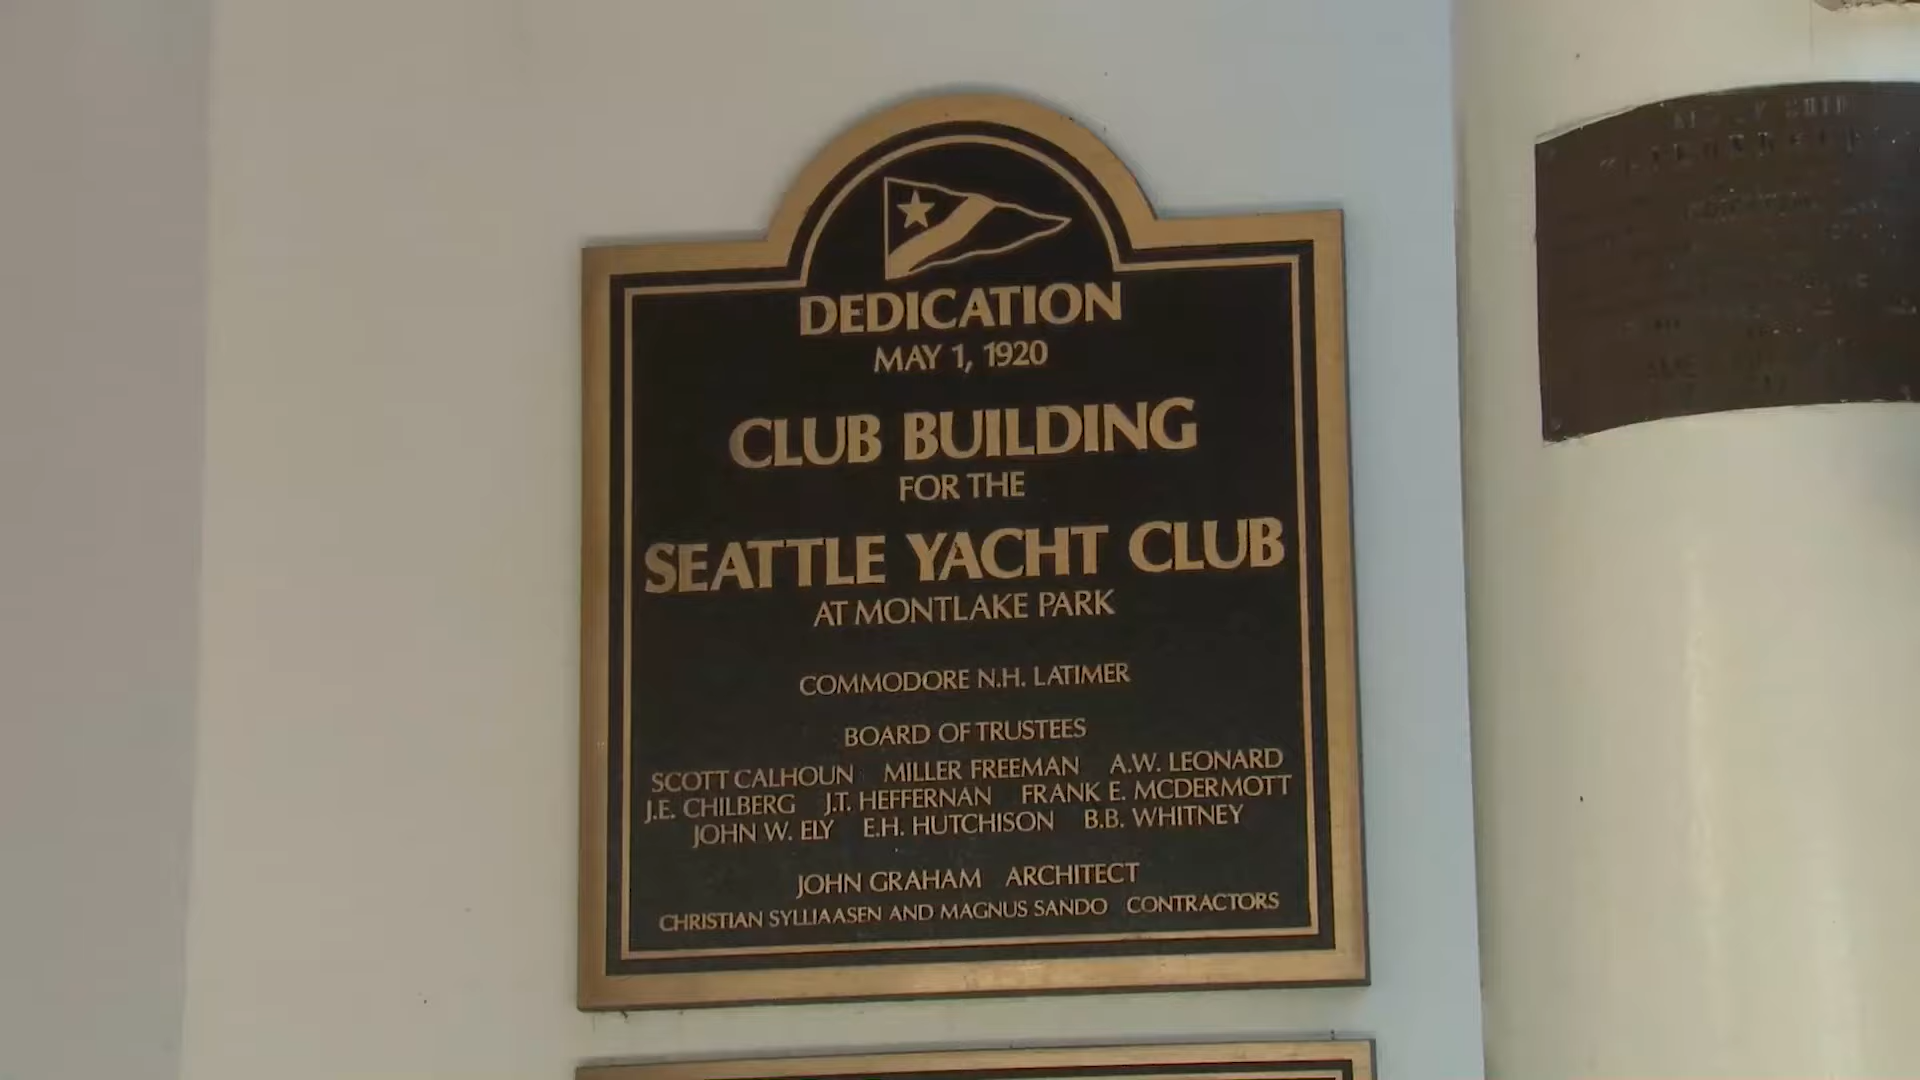 DEDICATION
MAY 1, 1920
CLUB BUILDING
FOR THE
SEATTLE YACHT CLUB
AT MONTLAKE PARK
COMMODORE N.H. LATIMER
BOARD OF TRUSTEES
SCOTT CALHOUN MILLER FREEMAN A.W. LEONARD
J.E. CHILBERG J.T. HEFFERNAN FRANK E. MCDERMOTT
JOHN W. ELY E.H. HUTCHISON B.B. WHITNEY
JOHN GRAHAM ARCHITECT
CHRISTIAN SYLLIAASEN AND MAGNUS SANDO CONTRACTORS